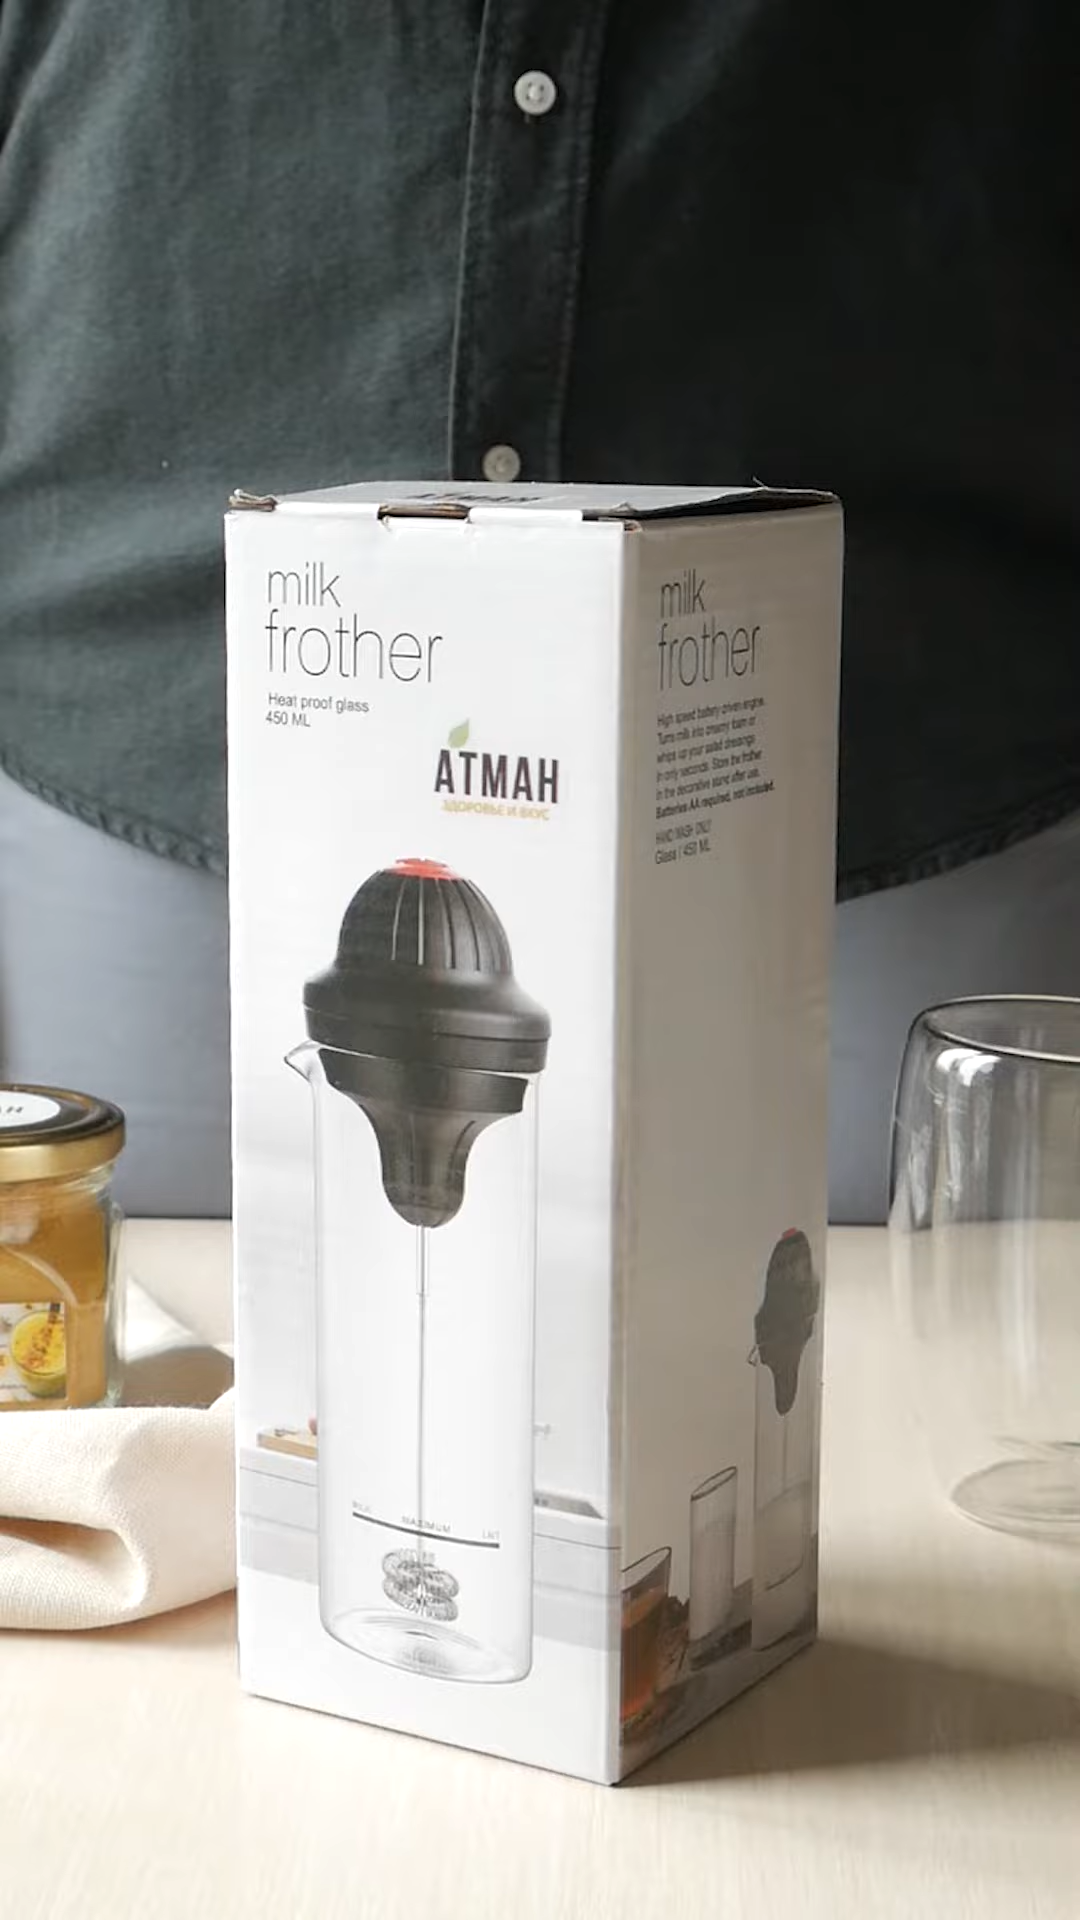 ATMAH
milk
frother
Heat proof glass
450 ML
АТМАН
ЗДОРОВЬЕ И ВКУС
MAXIMUM
milk
frother
High speed battery driven engine.
Turns milk into creamy foam or
whips up your salad dressings
in only seconds. Store the frother
in the decorative stand after use.
Batteries AA required, not included.
HAND WASH ONLY
Glass | 450 ML